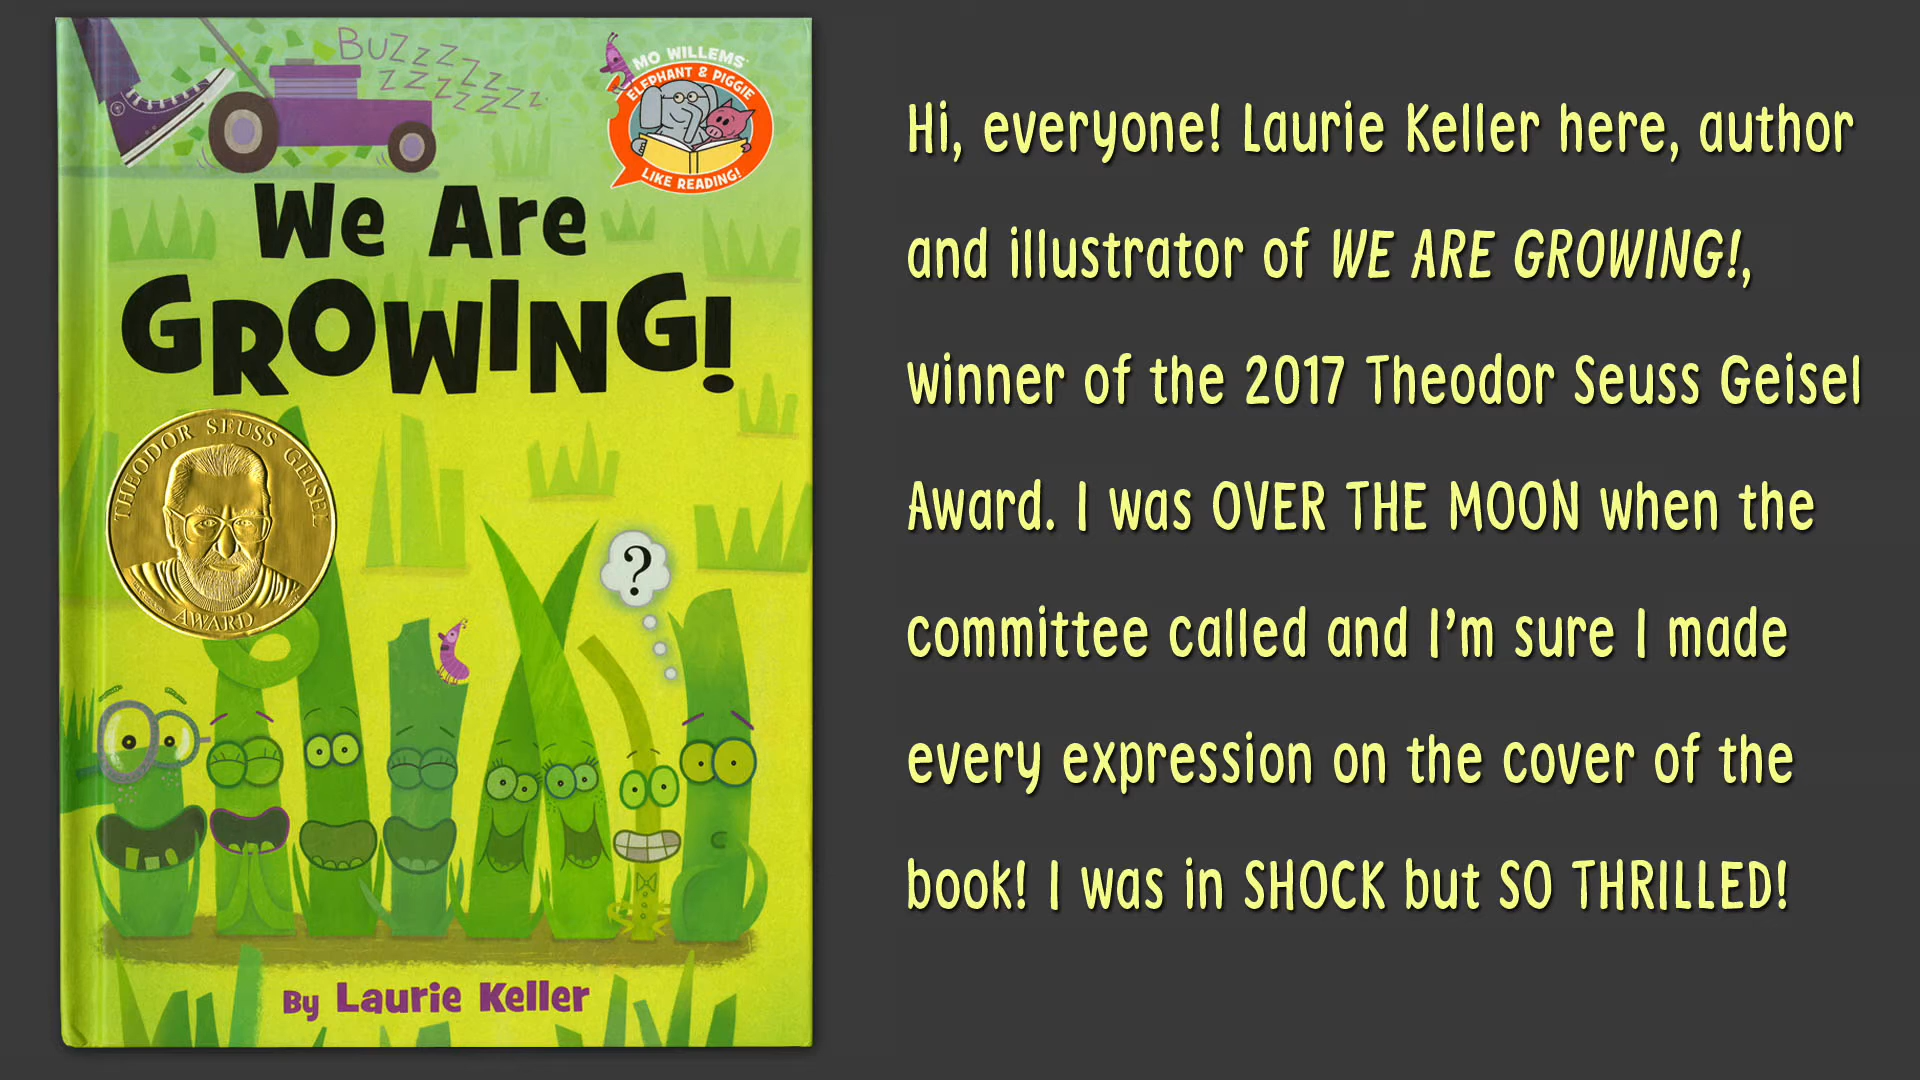 BUZZZZZ
ZZZZZZZZZ
MO WILLEMS'
ELEPHANT & PIGGIE
LIKE READING!
We Are
GROWING!
THEODOR SEUSS GEISEL
AWARD
?
By Laurie Keller
Hi, everyone! Laurie Keller here, author
and illustrator of WE ARE GROWING!,
winner of the 2017 Theodor Seuss Geisel
Award. I was OVER THE MOON when the
committee called and I’m sure I made
every expression on the cover of the
book! I was in SHOCK but SO THRILLED!